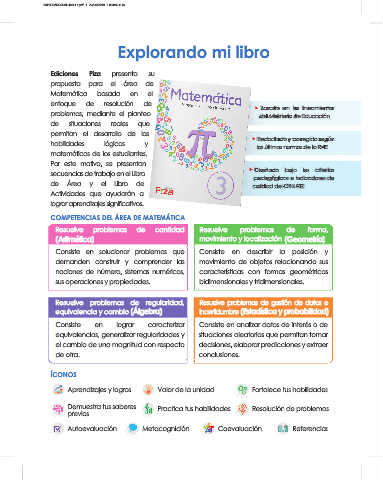 Explorando mi libro
Ediciones Piza presenta su
propuesta para el área de
Matemática basada en el
enfoque de resolución de
problemas, mediante el planteo
de situaciones reales que
permitan el desarrollo de las
habilidades lógicas y
matemáticas de los estudiantes.
Por este motivo, se presentan
secuencias de trabajo en el Libro
de Área y el Libro de
Actividades que ayudarán a
lograr aprendizajes significativos.
Matemática
π
3
Basado en los lineamientos
del Ministerio de Educación
Redactado y corregido según
las últimas normas de la RAE
Diseñado bajo los criterios
pedagógicos e indicadores de
calidad del
COMPETENCIAS DEL ÁREA DE MATEMÁTICA
Resuelve problemas de cantidad
(Aritmética)
Consiste en solucionar problemas que
demanden construir y comprender las
nociones de número, sistemas numéricos,
sus operaciones y propiedades.
Resuelve problemas de forma,
movimiento y localización (Geometría)
Consiste en describir la posición y
movimiento de objetos relacionando sus
características con formas geométricas
bidimensionales y tridimensionales.
Resuelve problemas de regularidad,
equivalencia y cambio (Álgebra)
Consiste en lograr caracterizar
equivalencias, generalizar regularidades y
el cambio de una magnitud con respecto
de otra.
Resuelve problemas de gestión de datos e
incertidumbre (Estadística y probabilidad)
Consiste en analizar datos de interés o de
situaciones aleatorias que permitan tomar
decisiones, elaborar predicciones y extraer
conclusiones.
ÍCONOS
Aprendizajes y logros
Valor de la unidad
Fortalece tus habilidades
Demuestra tus saberes
previos
Practica tus habilidades
Resolución de problemas
Autoevaluación
Metacognición
Coevaluación
Referencias